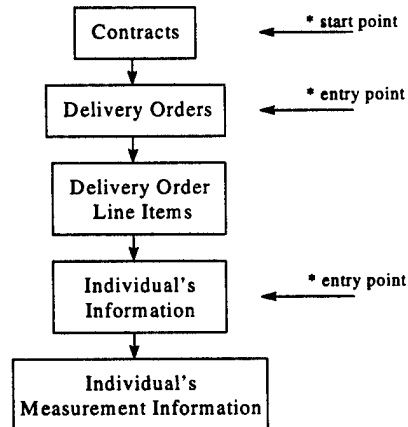 Contracts
* start point
Delivery Orders
* entry point
Delivery Order
Line Items
Individual's
Information
* entry point
Individual's
Measurement Information